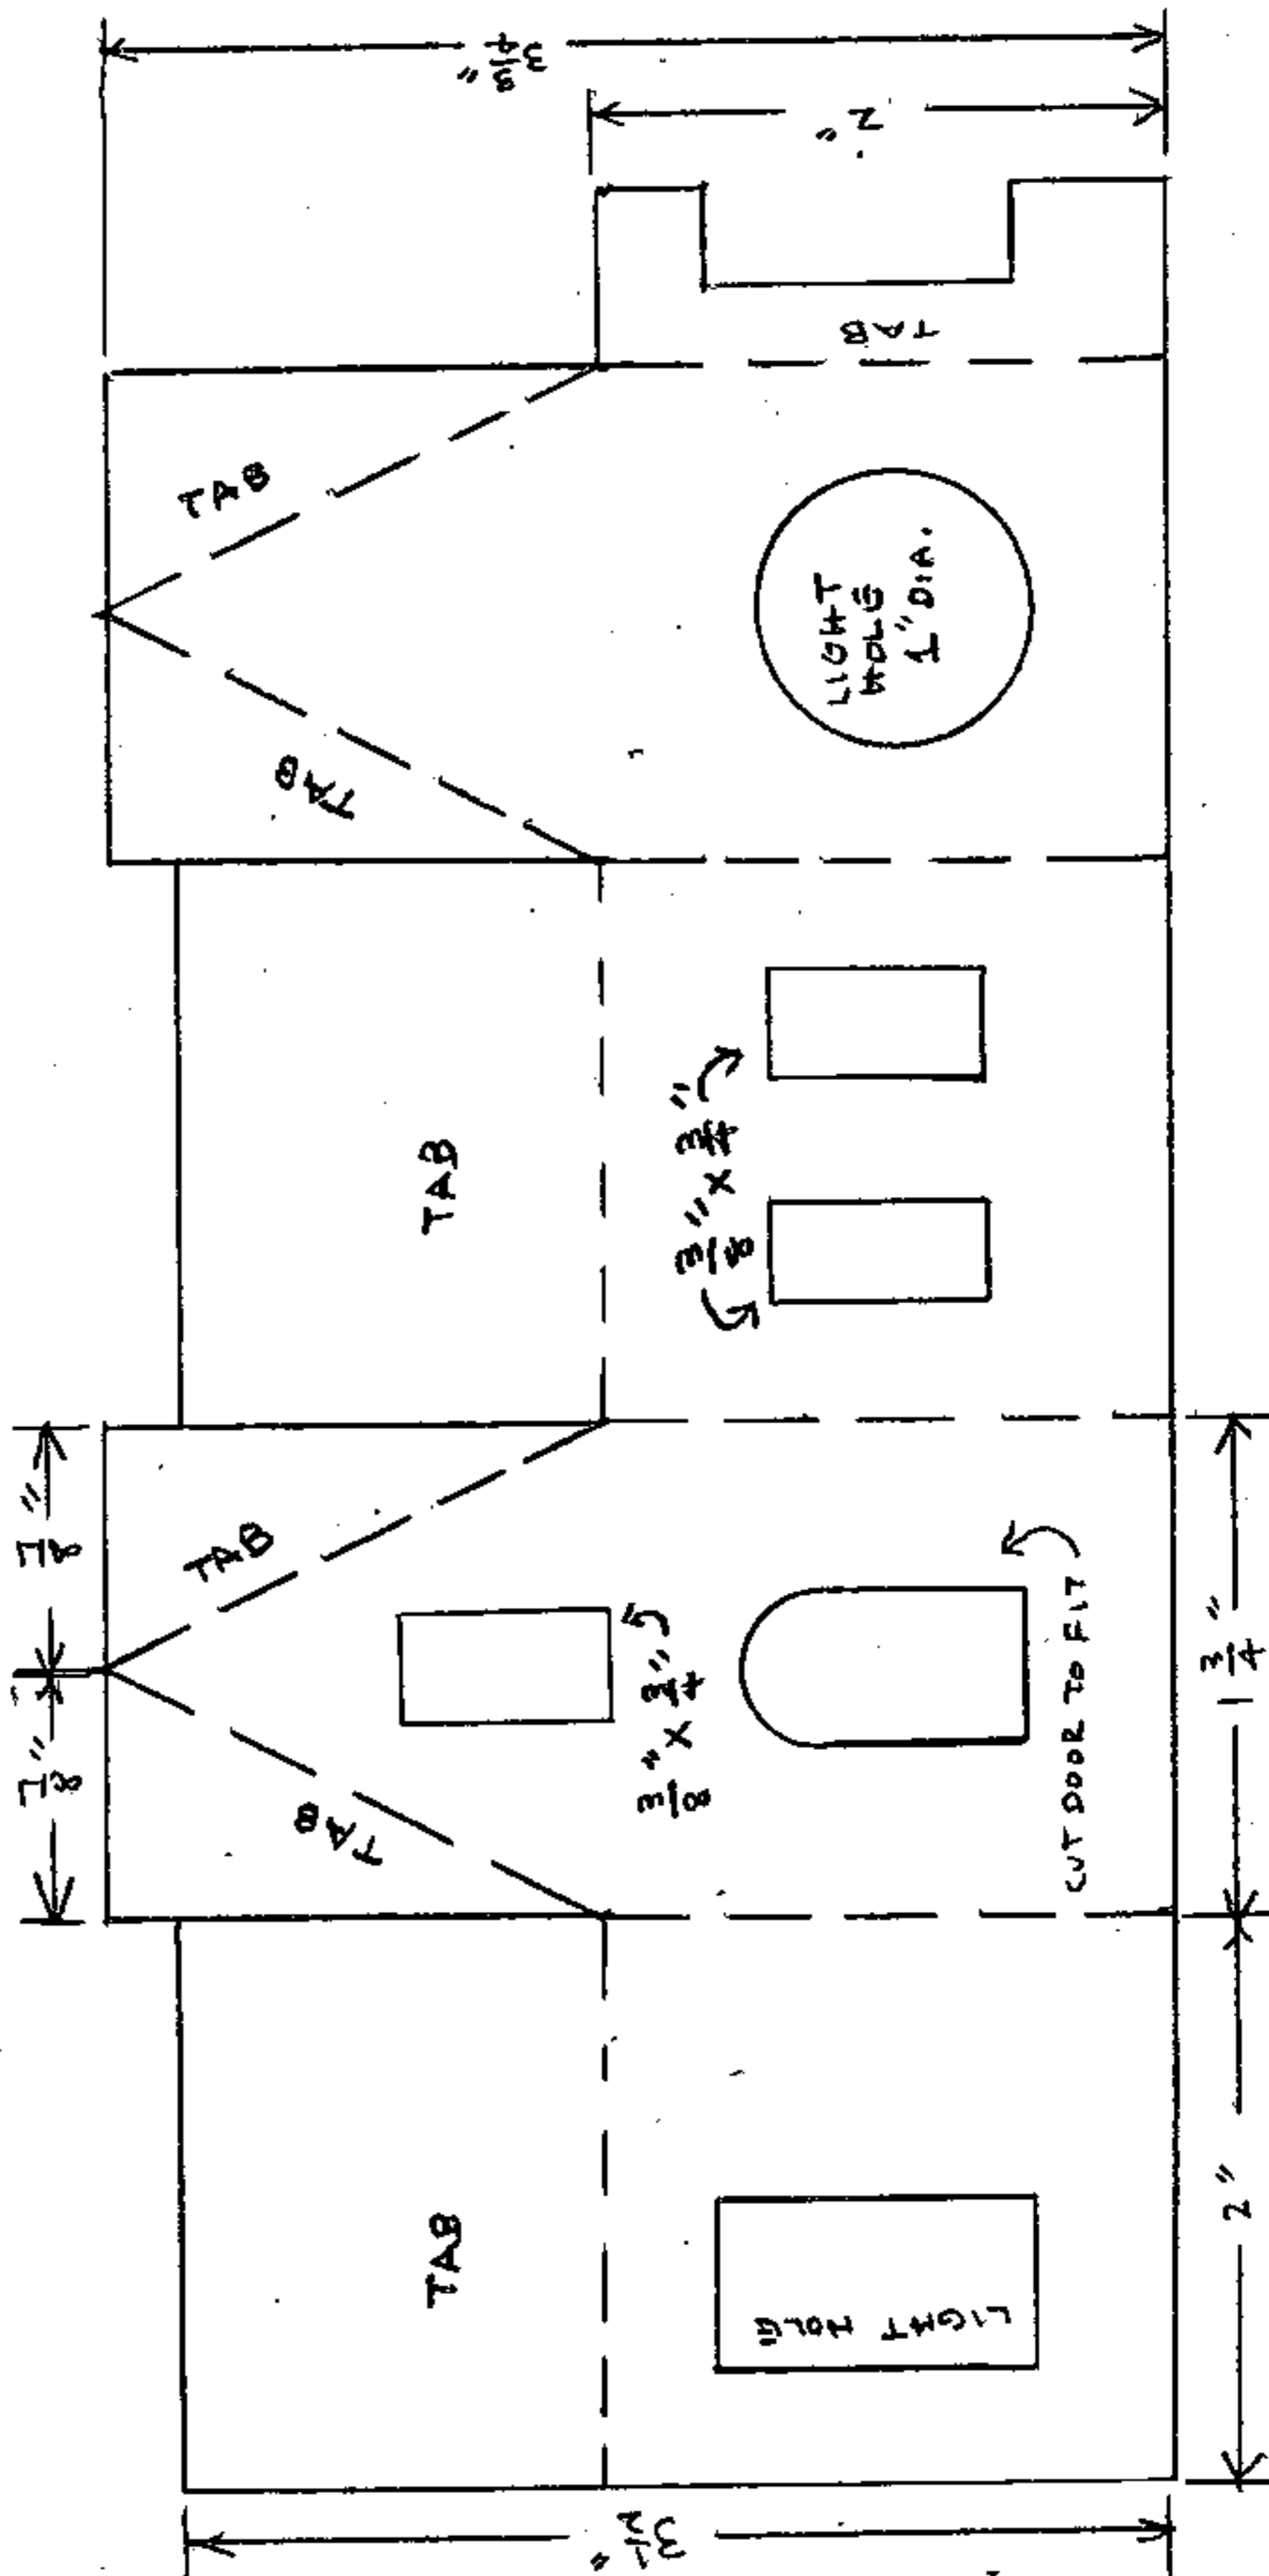 7/8" 7/8"
TAB TAB TAB TAB
TAB TAB
3/8" x 3/4"
3/8" x 3/4"
LIGHT HOLE
LIGHT
HOLE
1" DIA.
TAB
CUT DOOR TO FIT
3 1/2"
2"
1 3/4"
2"
3 3/4"